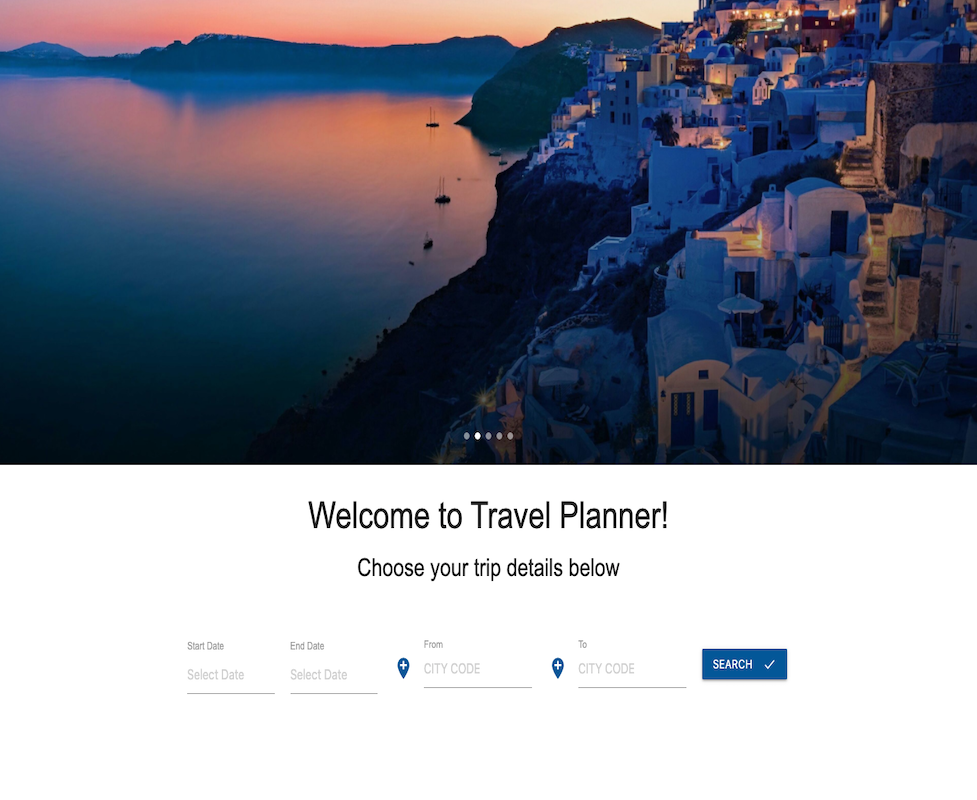 Welcome to Travel Planner!
Choose your trip details below
Start Date
End Date
From
To
Select Date
Select Date
CITY CODE
CITY CODE
SEARCH